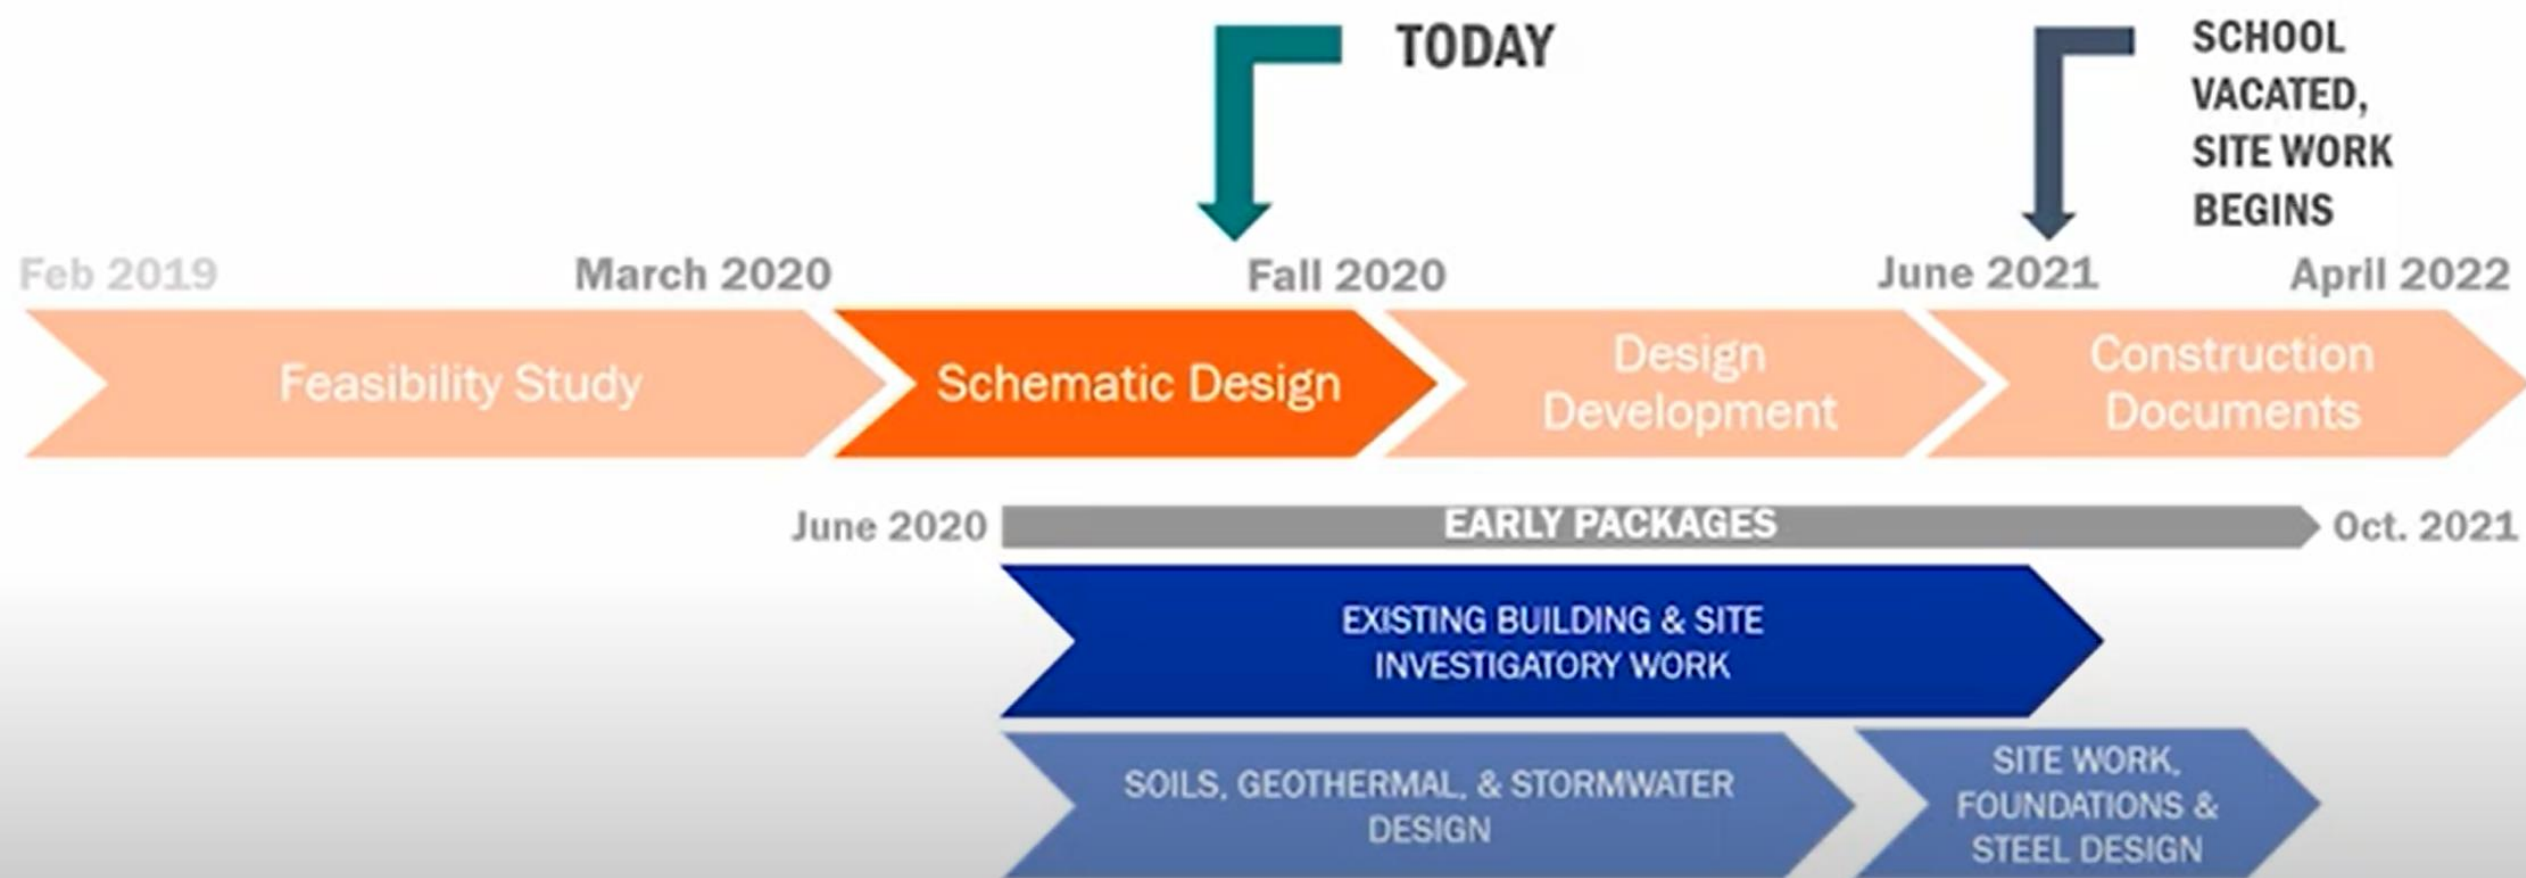 TODAY
SCHOOL
VACATED,
SITE WORK
BEGINS
Feb 2019
March 2020
Fall 2020
June 2021
April 2022
Feasibility Study
Schematic Design
Design
Development
Construction
Documents
June 2020
EARLY PACKAGES
Oct. 2021
EXISTING BUILDING & SITE
INVESTIGATORY WORK
SOILS, GEOTHERMAL, & STORMWATER
DESIGN
SITE WORK,
FOUNDATIONS &
STEEL DESIGN